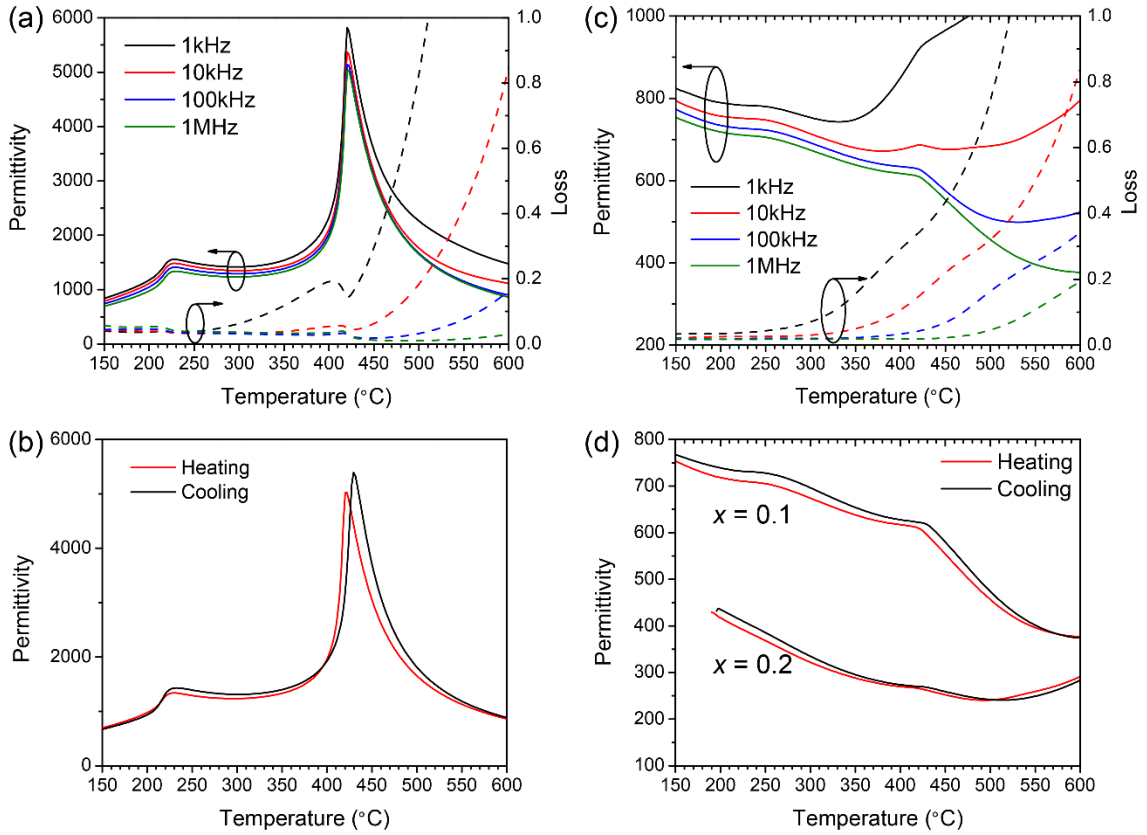 (a)
1kHz
10kHz
100kHz
1MHz
Permittivity
6000
5000
4000
3000
2000
1000
0
1.0
0.8
0.6
0.4
0.2
0.0
Loss
150 200 250 300 350 400 450 500 550 600
Temperature (°C)
(c)
1kHz
10kHz
100kHz
1MHz
Permittivity
1000
800
600
400
200
1.0
0.8
0.6
0.4
0.2
0.0
Loss
150 200 250 300 350 400 450 500 550 600
Temperature (°C)
(b)
Heating
Cooling
Permittivity
6000
4000
2000
0
150 200 250 300 350 400 450 500 550 600
Temperature (°C)
(d)
Heating
Cooling
x = 0.1
x = 0.2
Permittivity
800
700
600
500
400
300
200
100
150 200 250 300 350 400 450 500 550 600
Temperature (°C)